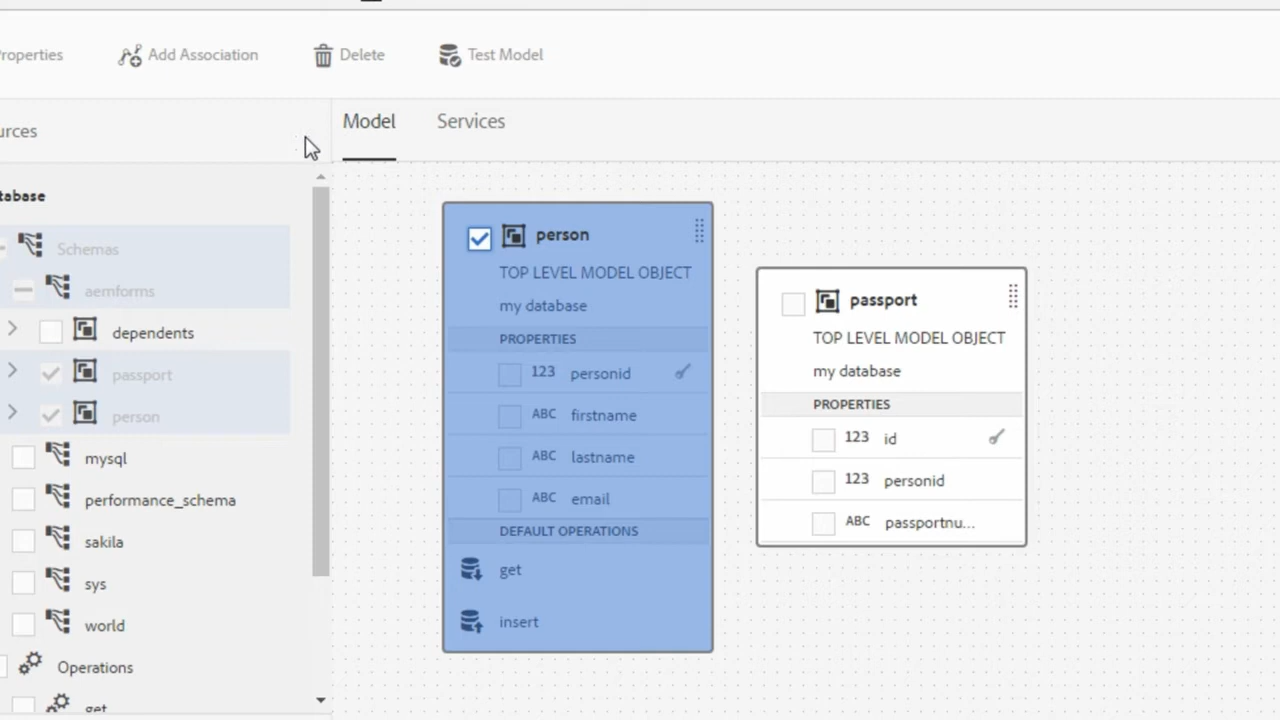 roperties
Add Association
Delete
Test Model
urces
Model
Services
tabase
Schemas
aemforms
dependents
passport
person
mysql
performance_schema
sakila
sys
world
Operations
get
person
TOP LEVEL MODEL OBJECT
my database
PROPERTIES
123 personid
ABC firstname
ABC lastname
ABC email
DEFAULT OPERATIONS
get
insert
passport
TOP LEVEL MODEL OBJECT
my database
PROPERTIES
123 id
123 personid
ABC passportnu...